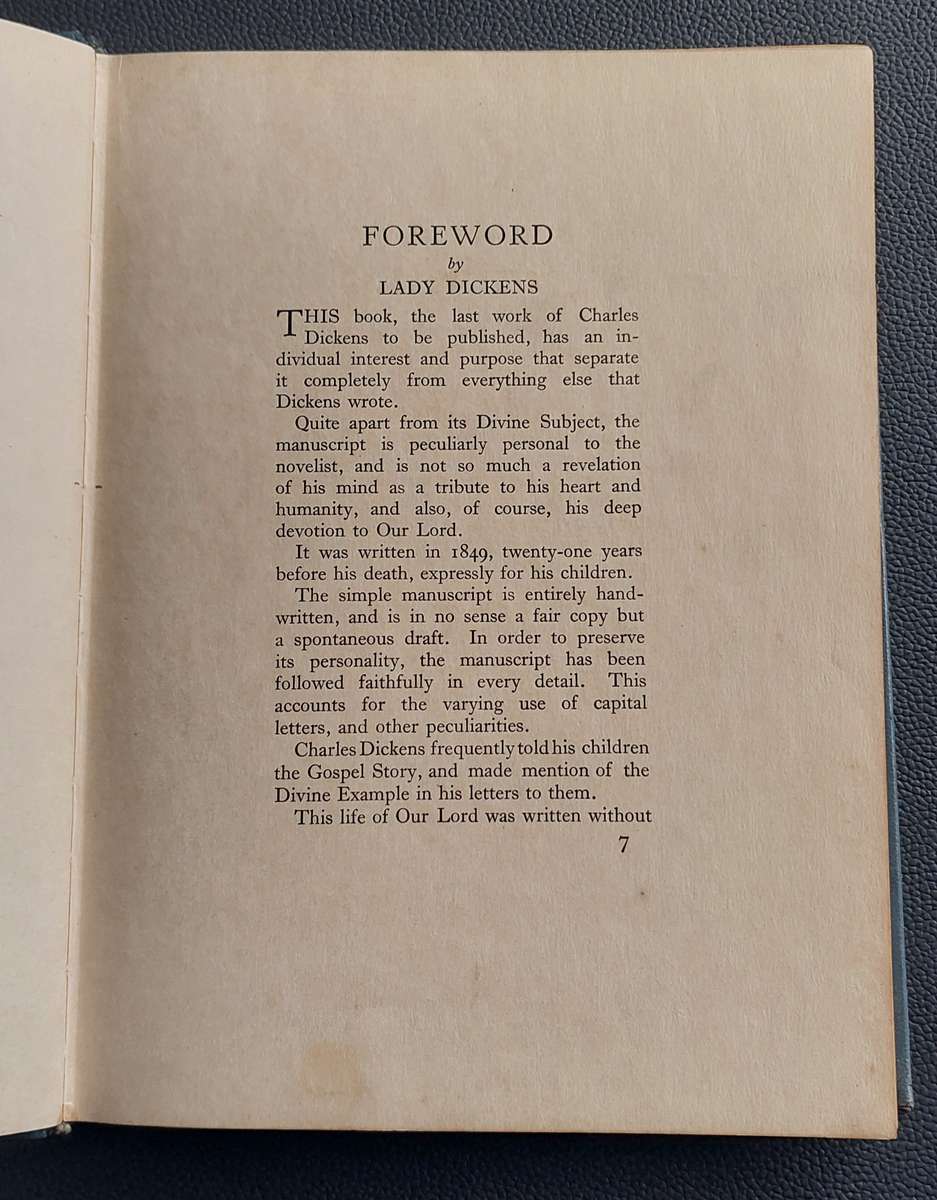 FOREWORD
by
LADY DICKENS
THIS book, the last work of Charles
Dickens to be published, has an in-
dividual interest and purpose that separate
it completely from everything else that
Dickens wrote.
Quite apart from its Divine Subject, the
manuscript is peculiarly personal to the
novelist, and is not so much a revelation
of his mind as a tribute to his heart and
humanity, and also, of course, his deep
devotion to Our Lord.
It was written in 1849, twenty-one years
before his death, expressly for his children.
The simple manuscript is entirely hand-
written, and is in no sense a fair copy but
a spontaneous draft. In order to preserve
its personality, the manuscript has been
followed faithfully in every detail. This
accounts for the varying use of capital
letters, and other peculiarities.
Charles Dickens frequently told his children
the Gospel Story, and made mention of the
Divine Example in his letters to them.
This life of Our Lord was written without
7